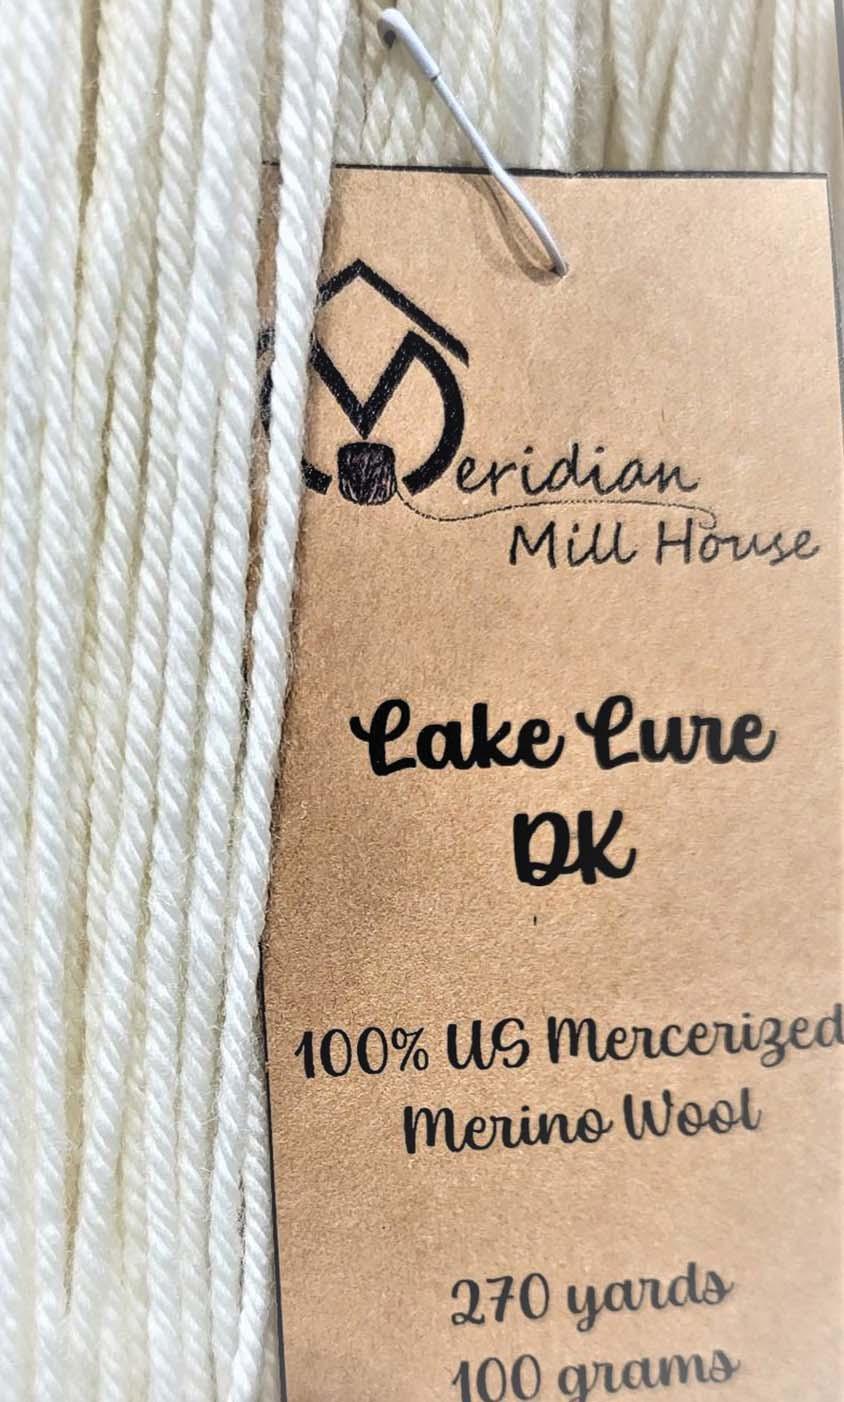 Meridian
Mill House
Lake Lure
DK
100% US Mercerized
Merino Wool
270 yards
100 grams